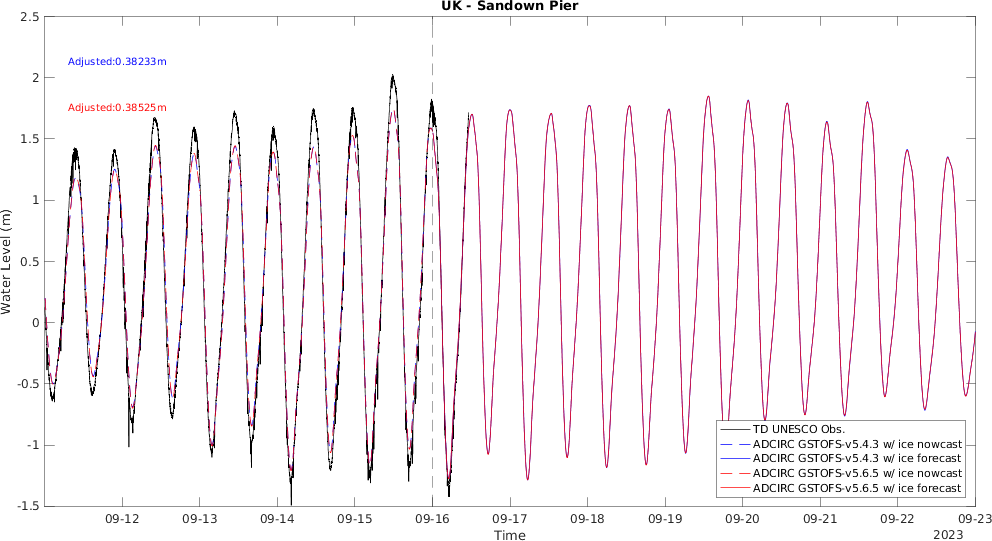 UK - Sandown Pier
2.5
2
1.5
1
0.5
0
-0.5
-1
-1.5
Water Level (m)
Adjusted:0.38233m
Adjusted:0.38525m
TD UNESCO Obs.
ADCIRC GSTOFS-v5.4.3 w/ ice nowcast
ADCIRC GSTOFS-v5.4.3 w/ ice forecast
ADCIRC GSTOFS-v5.6.5 w/ ice nowcast
ADCIRC GSTOFS-v5.6.5 w/ ice forecast
09-12 09-13 09-14 09-15 09-16 09-17 09-18 09-19 09-20 09-21 09-22 09-23
Time
2023